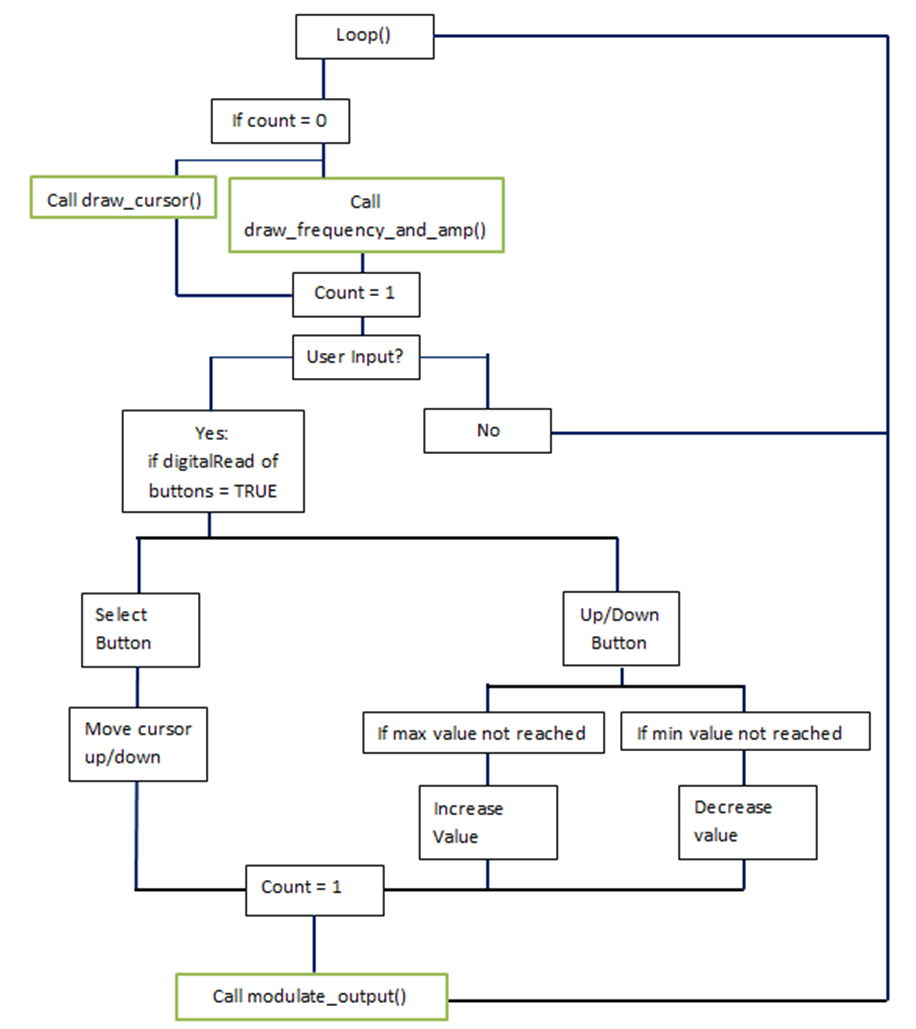 Loop()
If count = 0
Call draw_cursor()
Call
draw_frequency_and_amp()
Count = 1
User Input?
Yes:
if digitalRead of
buttons = TRUE
No
Select
Button
Up/Down
Button
Move cursor
up/down
If max value not reached
If min value not reached
Increase
Value
Decrease
value
Count = 1
Call modulate_output()